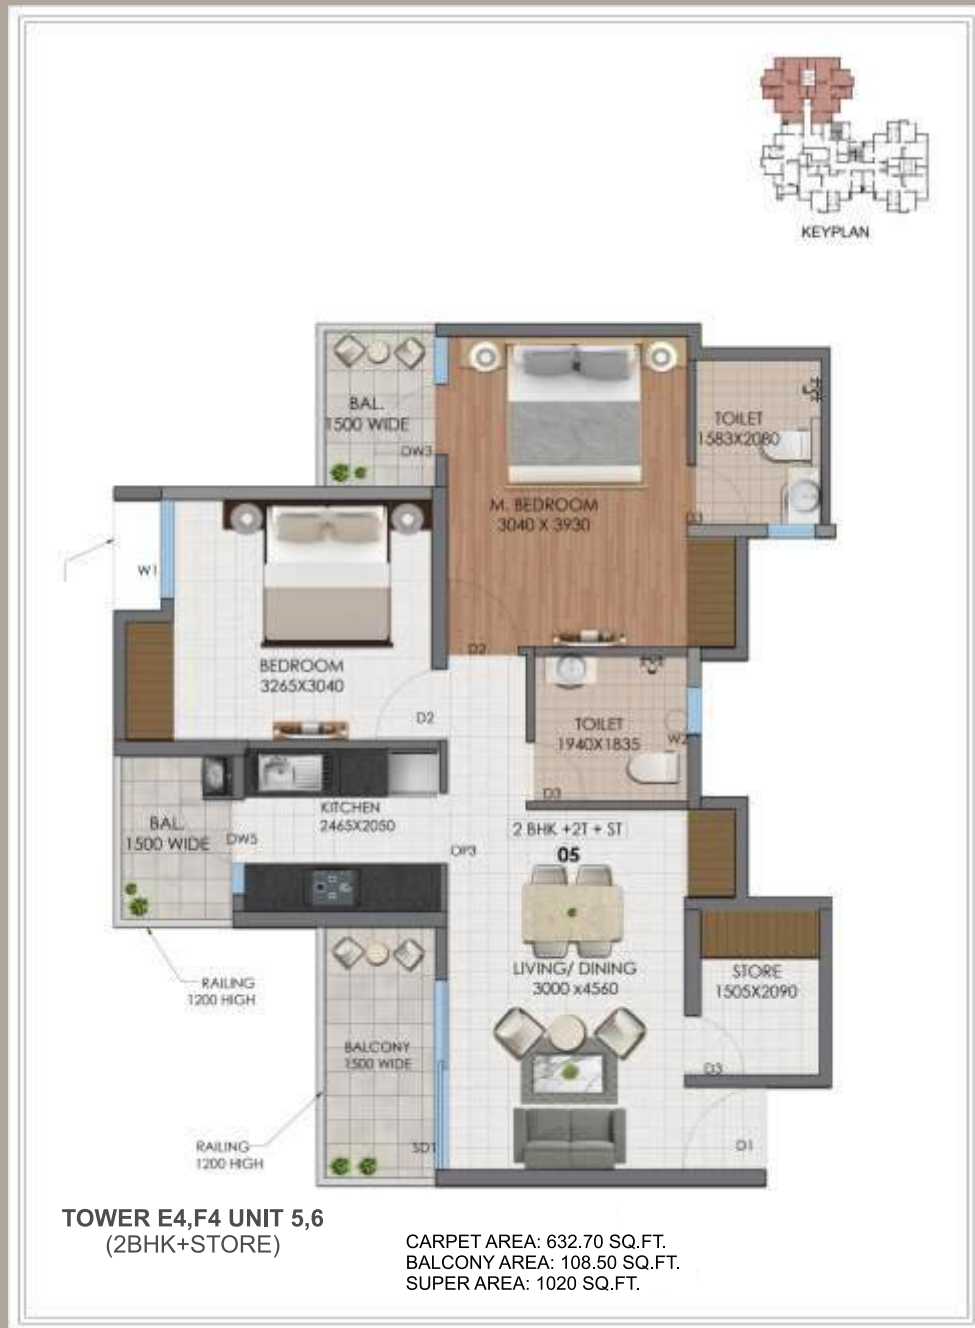 KEYPLAN
BAL.
1500 WIDE
DW3
TOILET
1583X2080
D3
M. BEDROOM
3040 X 3930
W1
BEDROOM
3265X3040
D2
D2
TOILET
1940X1835
W2
D3
KITCHEN
2465X2050
BAL.
1500 WIDE
DW5
OP3
2 BHK +2T + ST
05
LIVING/ DINING
3000 x4560
STORE
1505X2090
D3
RAILING
1200 HIGH
BALCONY
1500 WIDE
SD1
D1
RAILING
1200 HIGH
TOWER E4,F4 UNIT 5,6
(2BHK+STORE)
CARPET AREA: 632.70 SQ.FT.
BALCONY AREA: 108.50 SQ.FT.
SUPER AREA: 1020 SQ.FT.